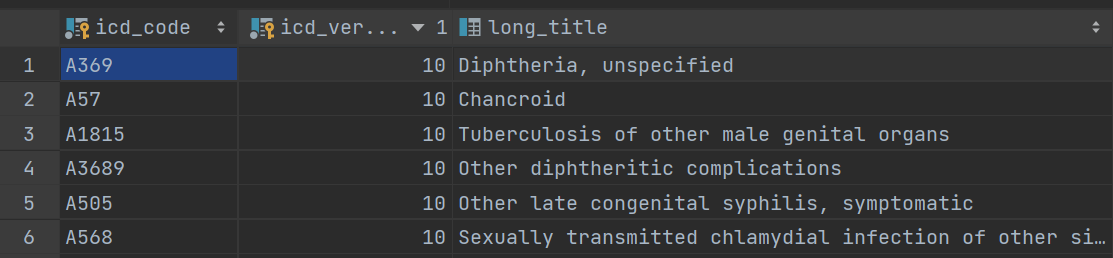 icd_code icd_ver... 1 long_title
1 A369 10 Diphtheria, unspecified
2 A57 10 Chancroid
3 A1815 10 Tuberculosis of other male genital organs
4 A3689 10 Other diphtheritic complications
5 A505 10 Other late congenital syphilis, symptomatic
6 A568 10 Sexually transmitted chlamydial infection of other si...